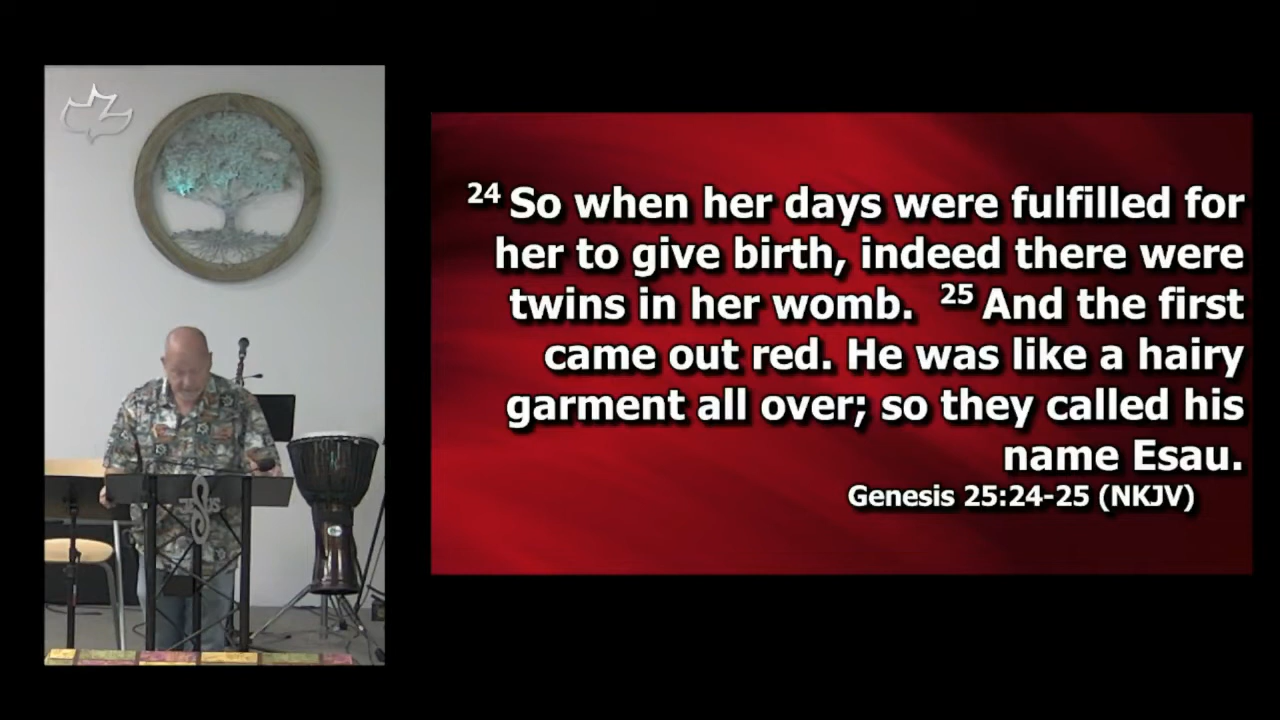 JESUS
24 So when her days were fulfilled for
her to give birth, indeed there were
twins in her womb. 25 And the first
came out red. He was like a hairy
garment all over; so they called his
name Esau.
Genesis 25:24-25 (NKJV)